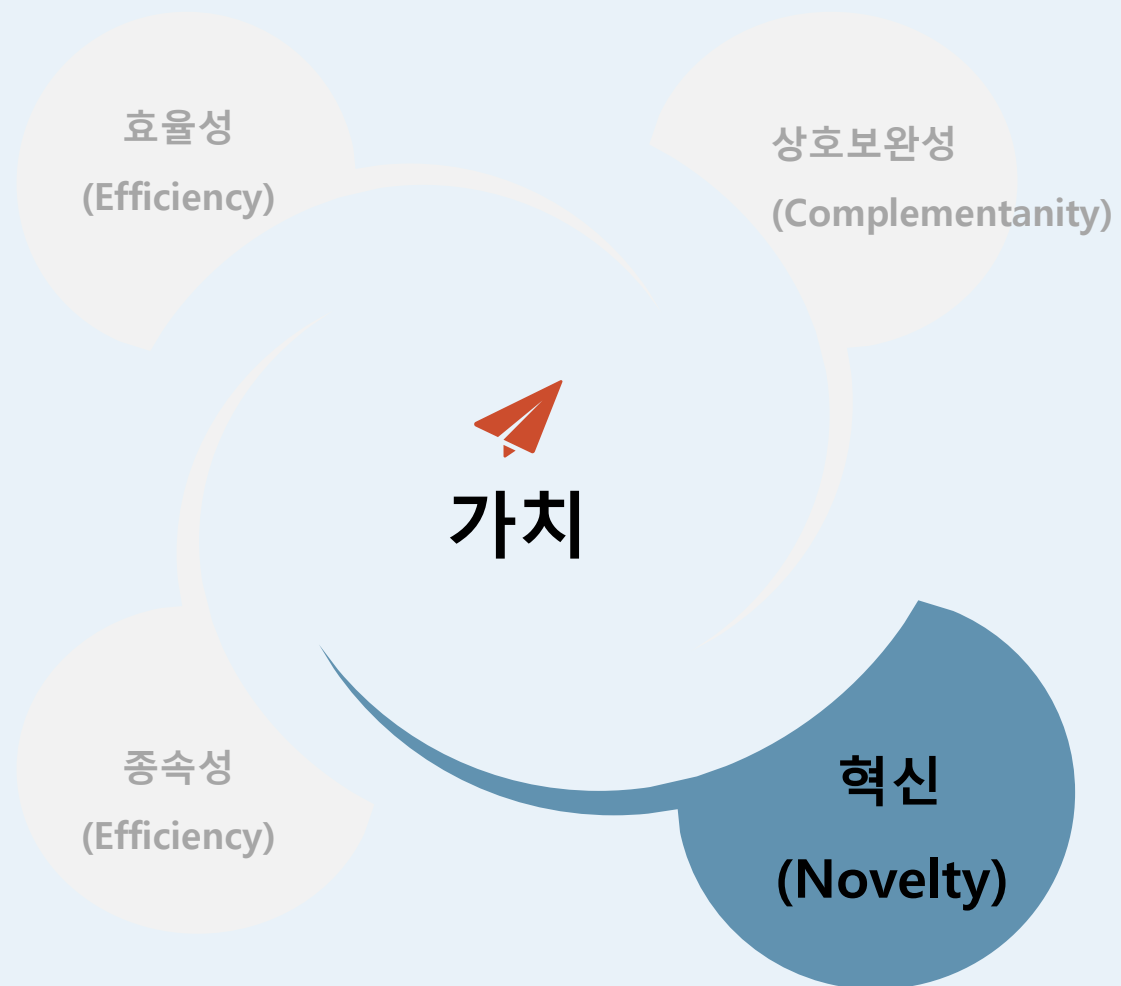 효율성
(Efficiency)
상호보완성
(Complementanity)
가치
종속성
(Efficiency)
혁신
(Novelty)